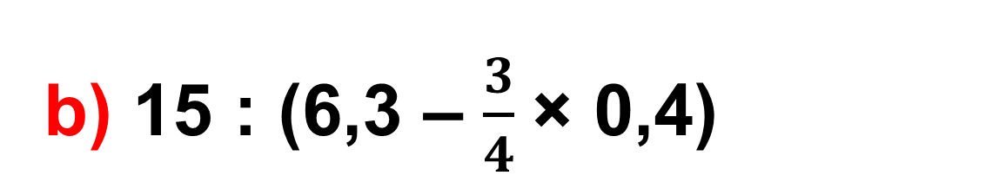 b) 15 : (6,3 – 3/4 × 0,4)